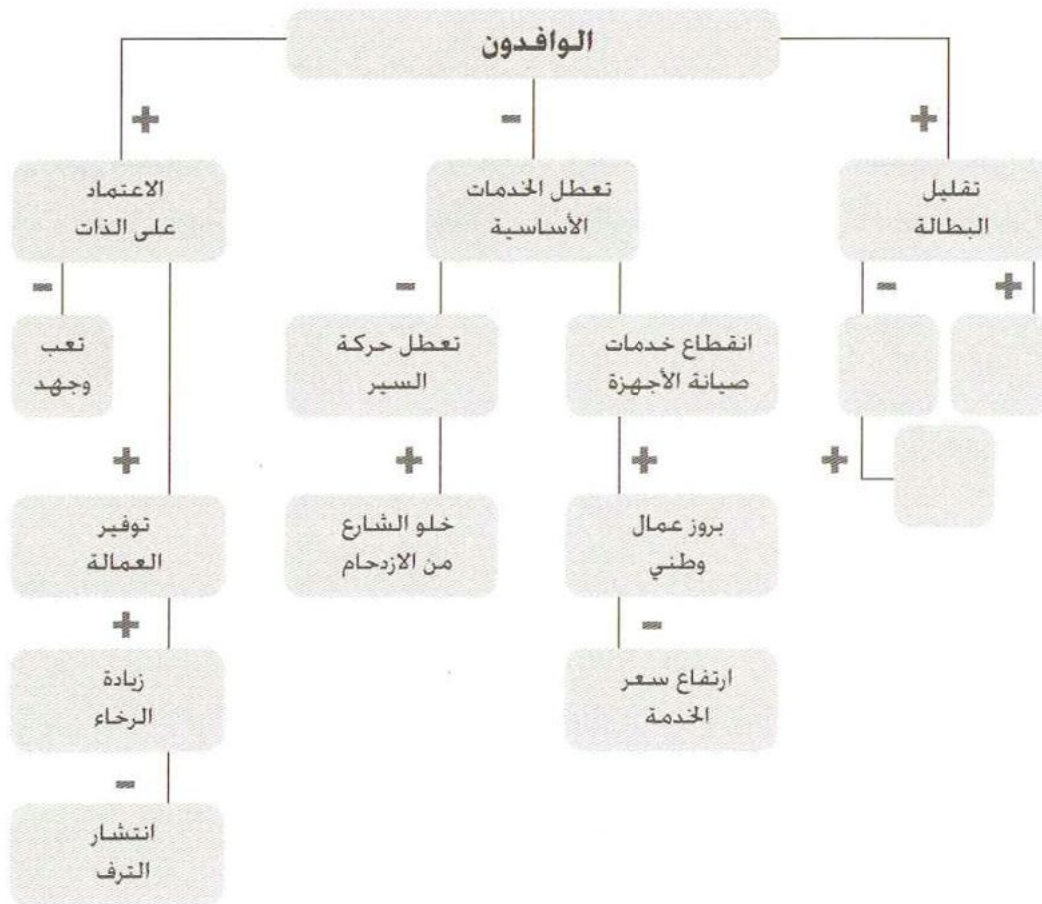 الوافدون
+
-
+
تقليل
البطالة
تعطل الخدمات
الأساسية
الاعتماد
على الذات
-
+
-
-
انقطاع خدمات
صيانة الأجهزة
تعطل حركة
السير
تعب
وجهد
+
+
+
+
بروز عمال
وطني
خلو الشارع
من الازدحام
توفير
العمالة
-
+
ارتفاع سعر
الخدمة
زيادة
الرخاء
-
انتشار
الترف